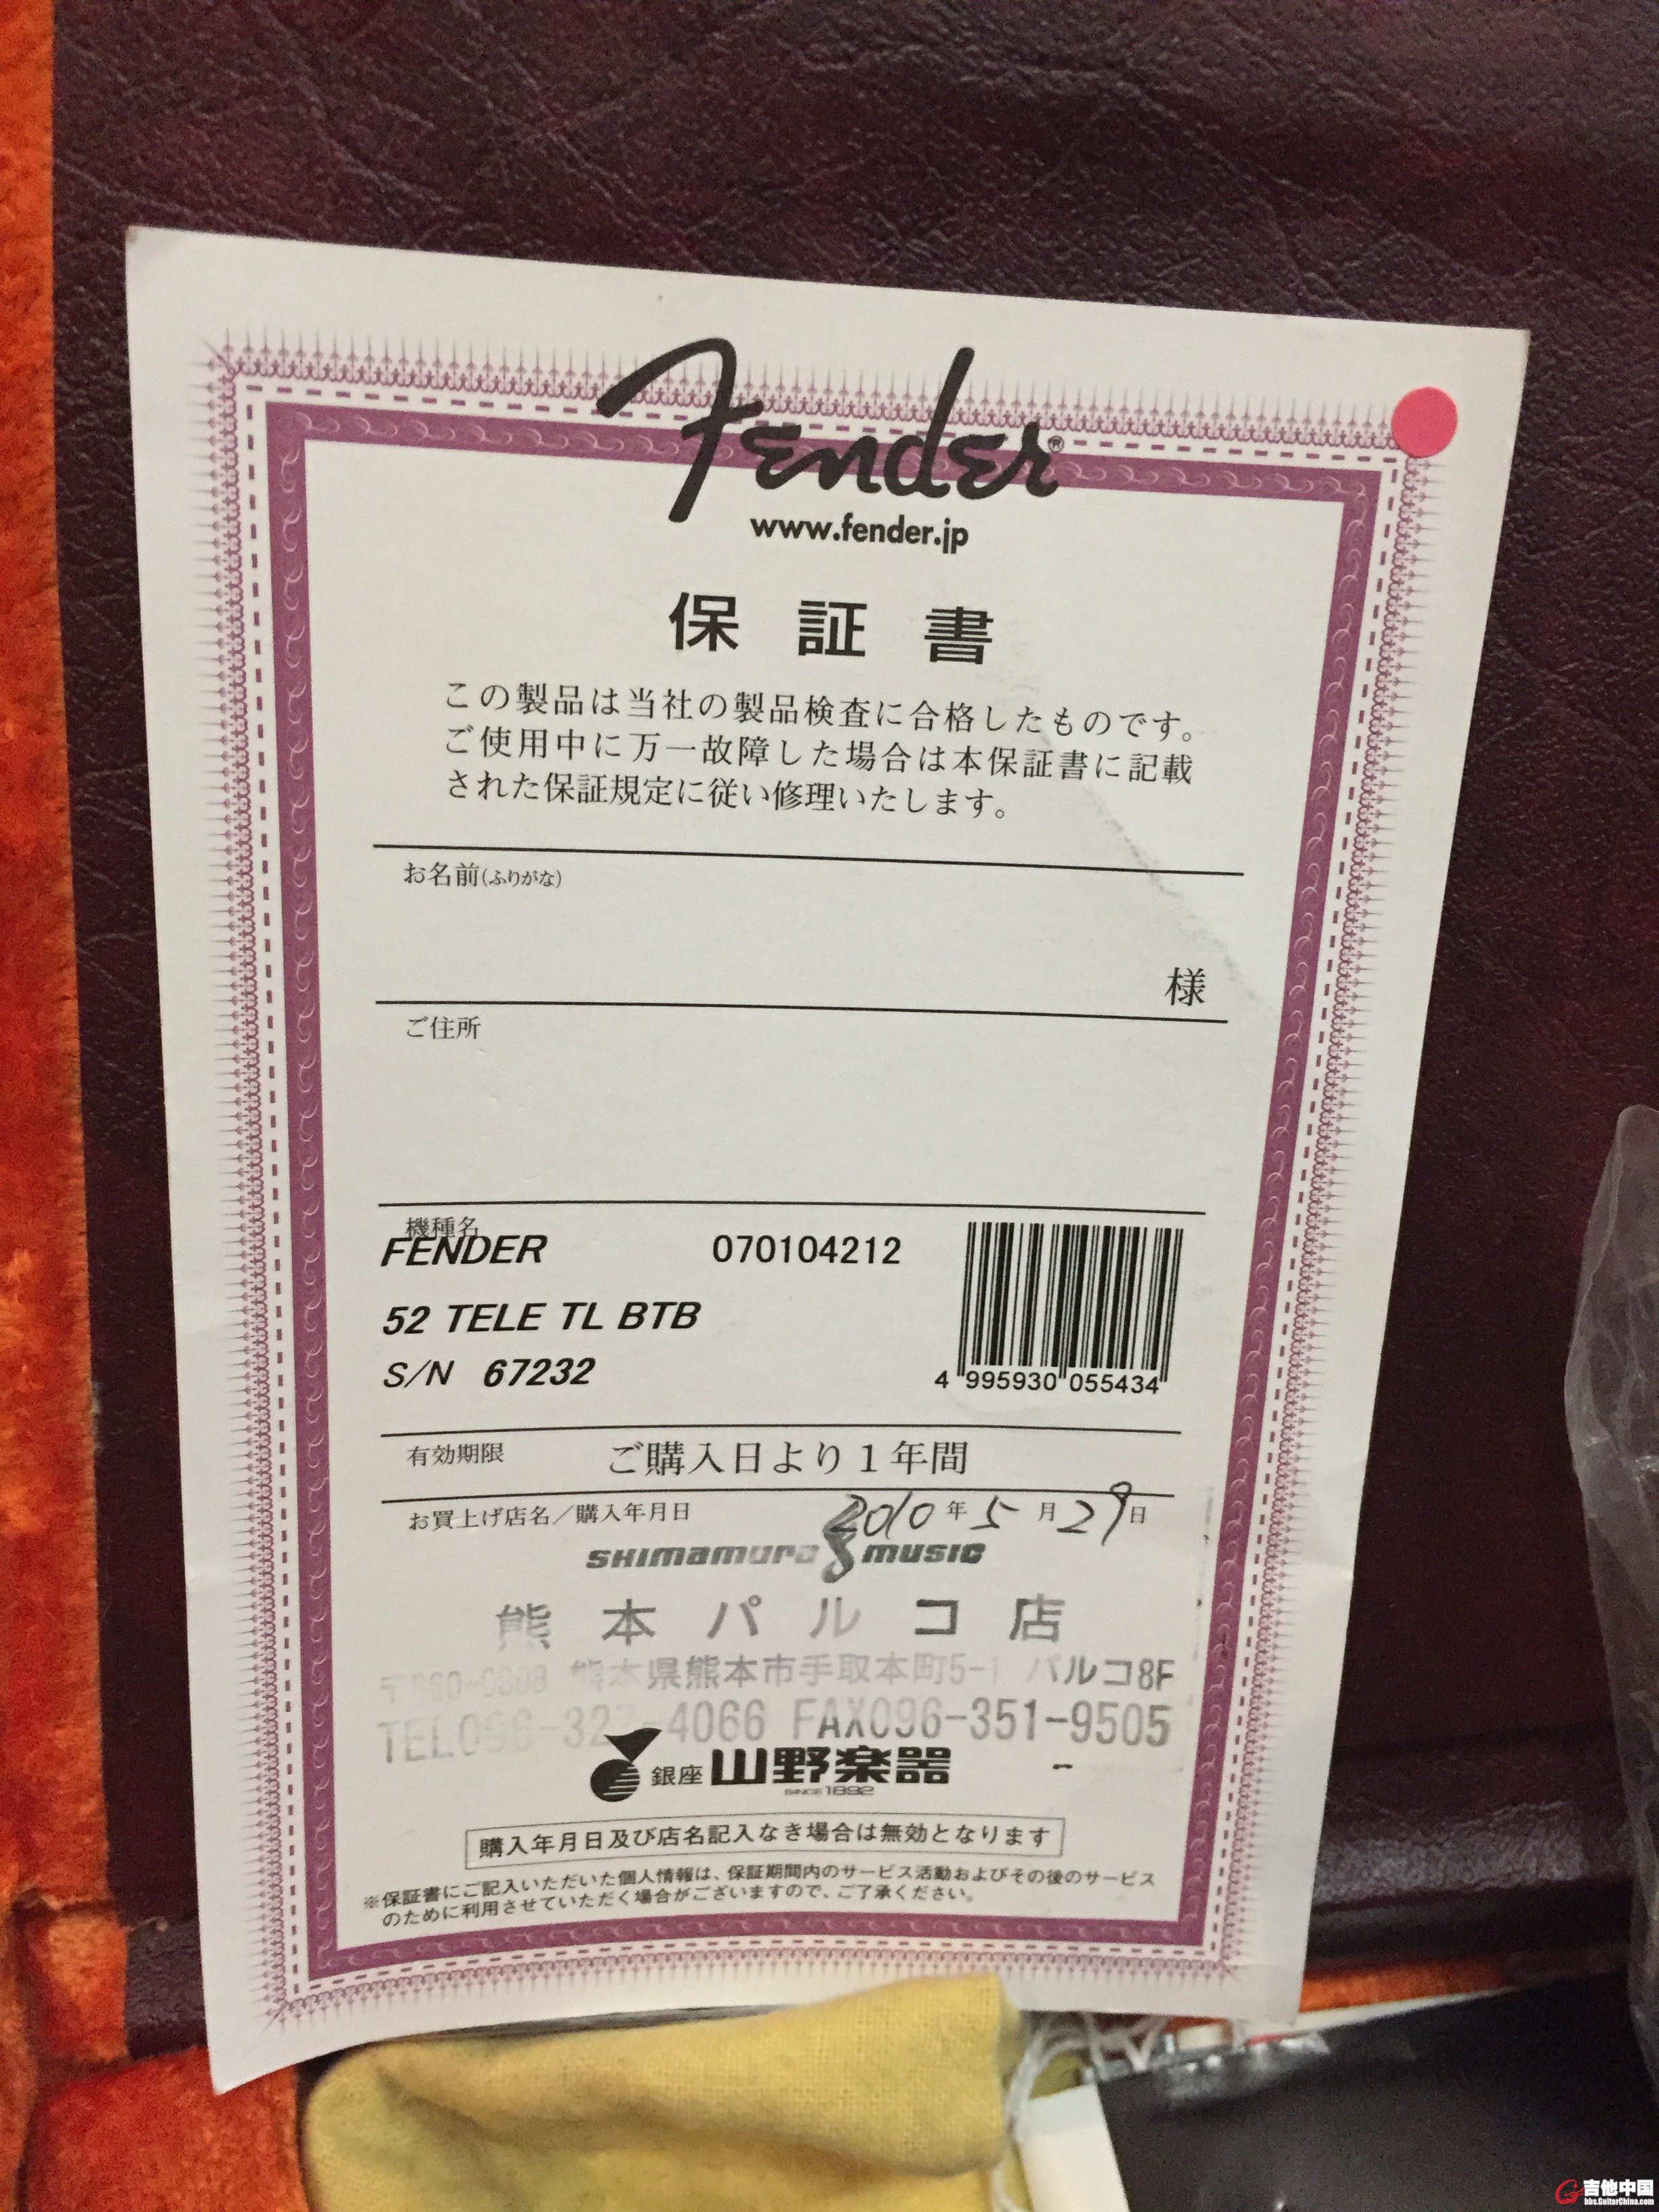 Fender®
www.fender.jp
保証書
この製品は当社の製品検査に合格したものです。
ご使用中に万一故障した場合は本保証書に記載
された保証規定に従い修理いたします。
お名前(ふりがな)
様
ご住所
機種名
FENDER 070104212
52 TELE TL BTB
S/N 67232
4 995930 055434
有効期限 ご購入日より1年間
お買上げ店名/購入年月日 2010年5月29日
SHIMAMURA MUSIC
熊本パルコ店
熊本県熊本市手取本町5-1 パルコ8F
TEL096 -4066 FAX096-351-9505
銀座 山野楽器
SINCE 1892
購入年月日及び店名記入なき場合は無効となります
※保証書にご記入いただいた個人情報は、保証期間内のサービス活動およびその後のサービス
のために利用させていただく場合がございますので、ご了承ください。
吉他中国
bbs.GuitarChina.com